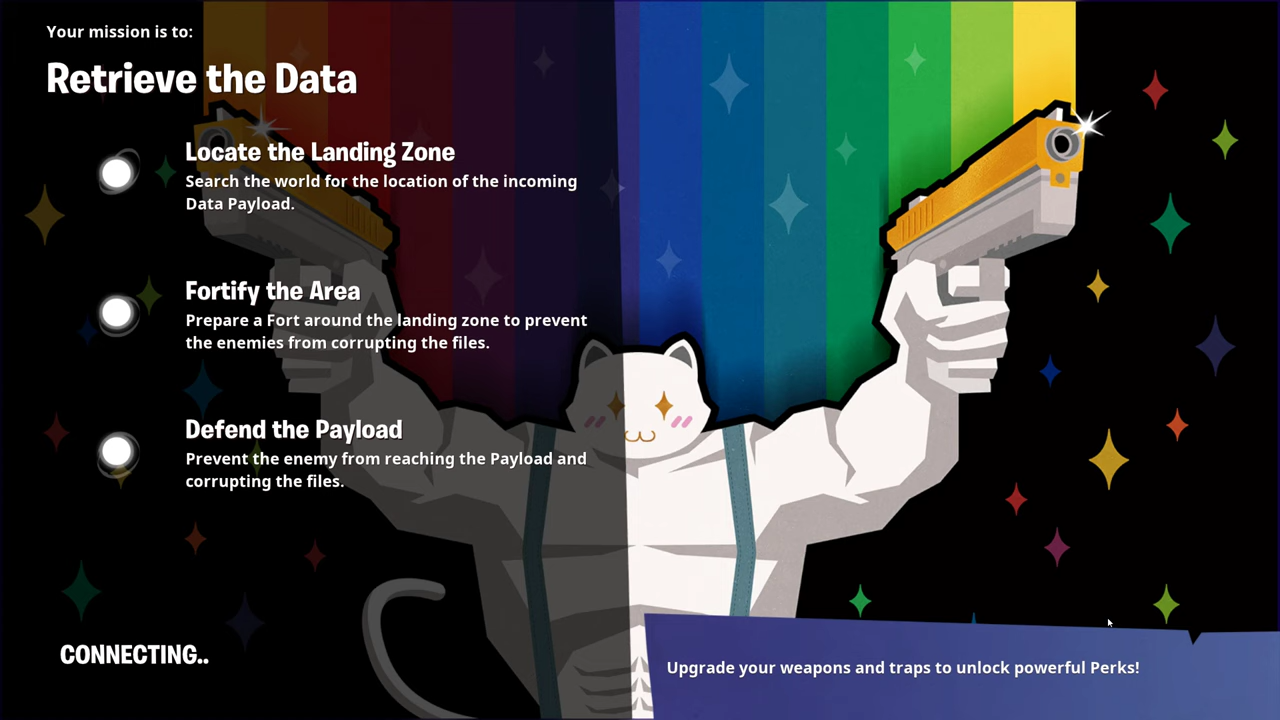 Your mission is to:
Retrieve the Data
Locate the Landing Zone
Search the world for the location of the incoming
Data Payload.
Fortify the Area
Prepare a Fort around the landing zone to prevent
the enemies from corrupting the files.
Defend the Payload
Prevent the enemy from reaching the Payload and
corrupting the files.
CONNECTING..
Upgrade your weapons and traps to unlock powerful Perks!